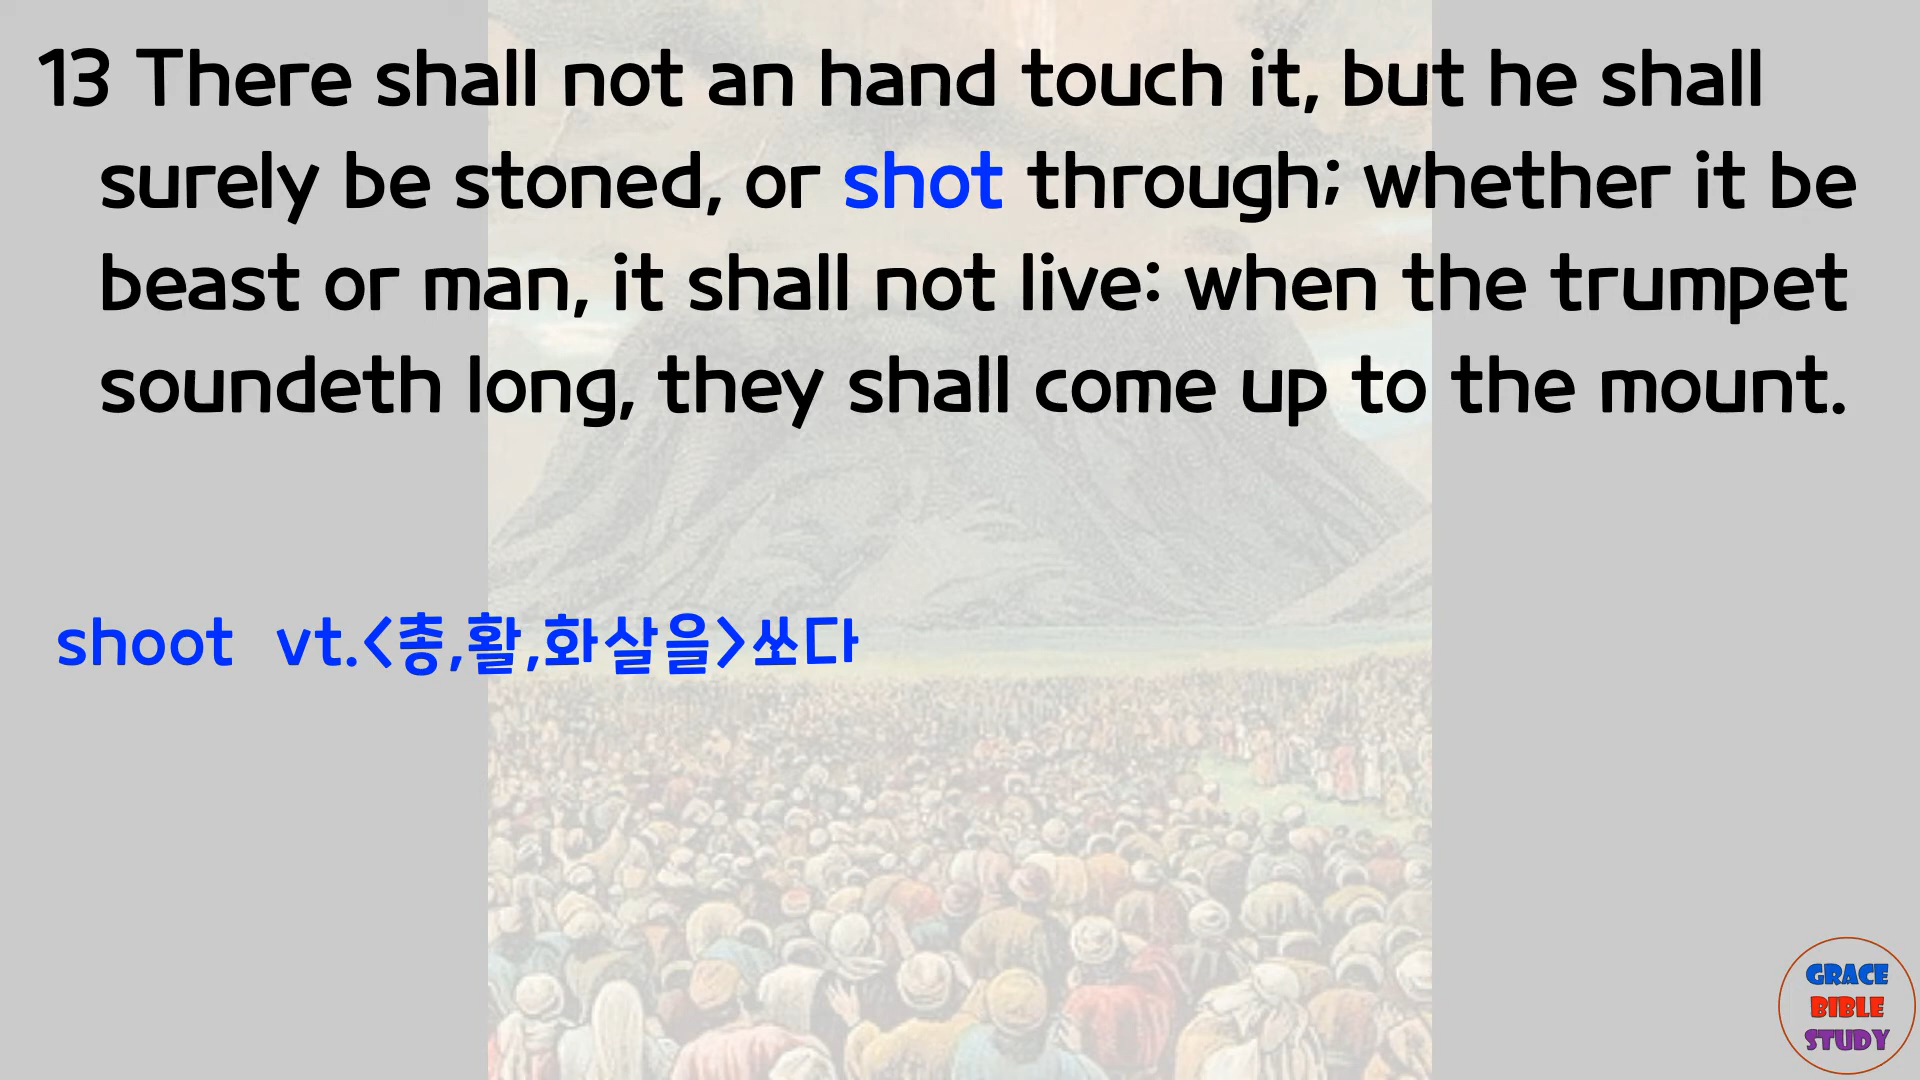 13 There shall not an hand touch it, but he shall
surely be stoned, or shot through; whether it be
beast or man, it shall not live: when the trumpet
soundeth long, they shall come up to the mount.
shoot vt.<총,활,화살을>쏘다
GRACE
BIBLE
STUDY